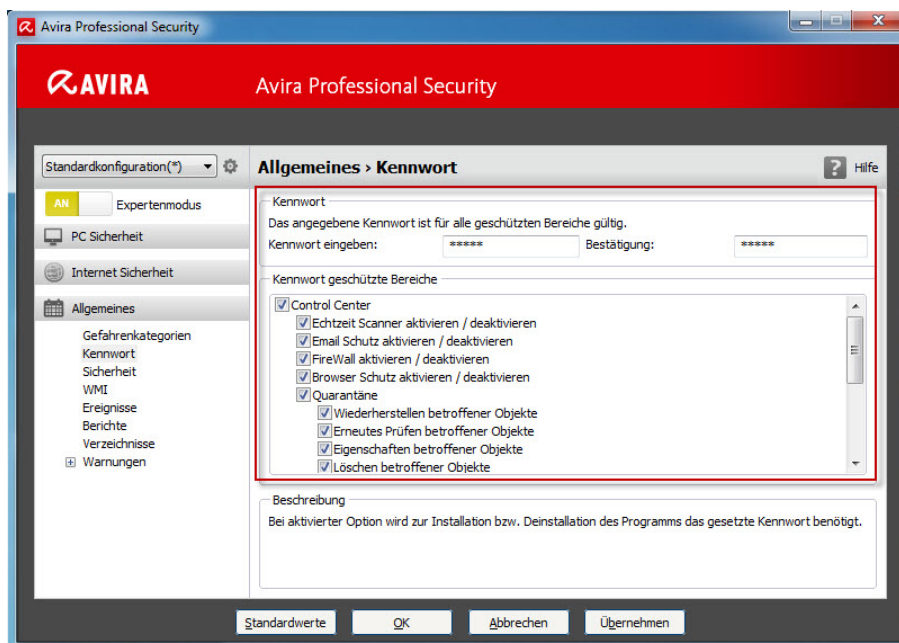 Avira Professional Security
AVIRA
Avira Professional Security
Standardkonfiguration(*)
Allgemeines › Kennwort
? Hilfe
AN
Expertenmodus
PC Sicherheit
Internet Sicherheit
Allgemeines
Gefahrenkategorien
Kennwort
Sicherheit
WMI
Ereignisse
Berichte
Verzeichnisse
Warnungen
Kennwort
Das angegebene Kennwort ist für alle geschützten Bereiche gültig.
Kennwort eingeben: ***** Bestätigung: *****
Kennwort geschützte Bereiche
Control Center
Echtzeit Scanner aktivieren / deaktivieren
Email Schutz aktivieren / deaktivieren
FireWall aktivieren / deaktivieren
Browser Schutz aktivieren / deaktivieren
Quarantäne
Wiederherstellen betroffener Objekte
Erneutes Prüfen betroffener Objekte
Eigenschaften betroffener Objekte
Löschen betroffener Objekte
Beschreibung
Bei aktivierter Option wird zur Installation bzw. Deinstallation des Programms das gesetzte Kennwort benötigt.
Standardwerte
OK
Abbrechen
Übernehmen